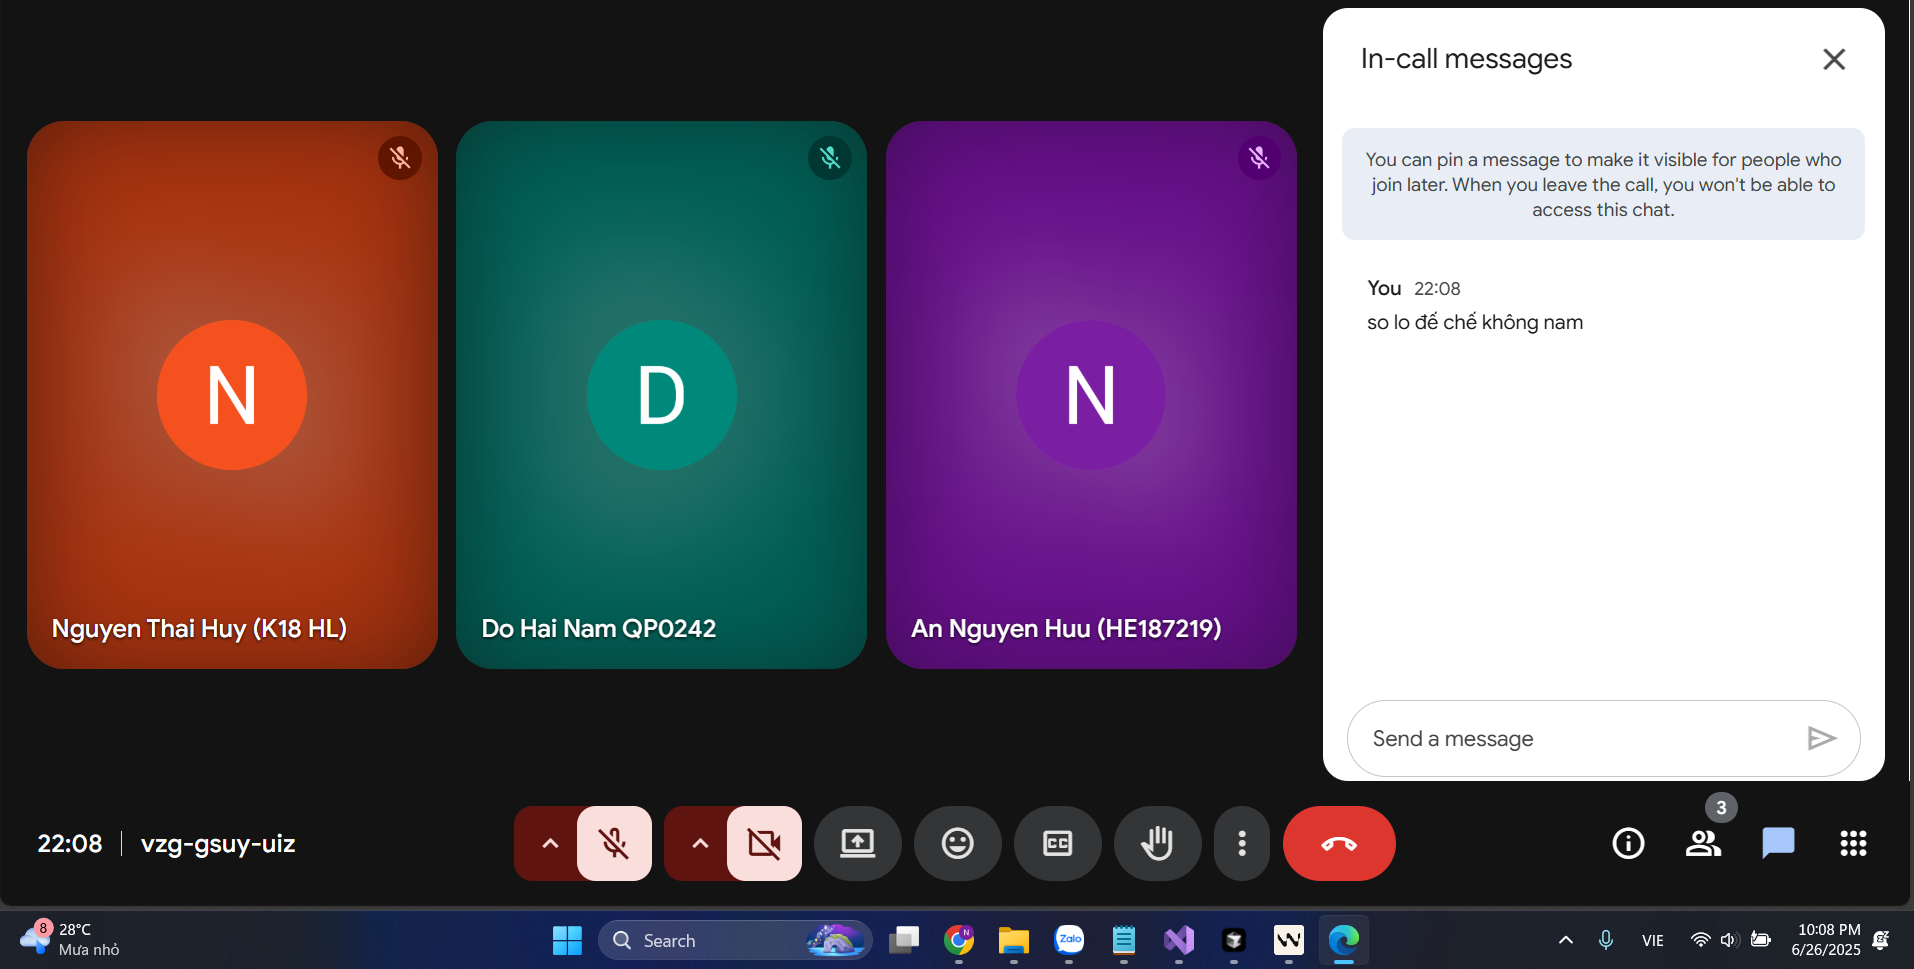 In-call messages
You can pin a message to make it visible for people who
join later. When you leave the call, you won't be able to
access this chat.
You 22:08
so lo đế chế không nam
Send a message
N
Nguyen Thai Huy (K18 HL)
D
Do Hai Nam QP0242
N
An Nguyen Huu (HE187219)
22:08 vzg-gsuy-uiz
CC
3
8
28°C
Mưa nhỏ
Search
N
Zalo
W
VIE
10:08 PM
6/26/2025